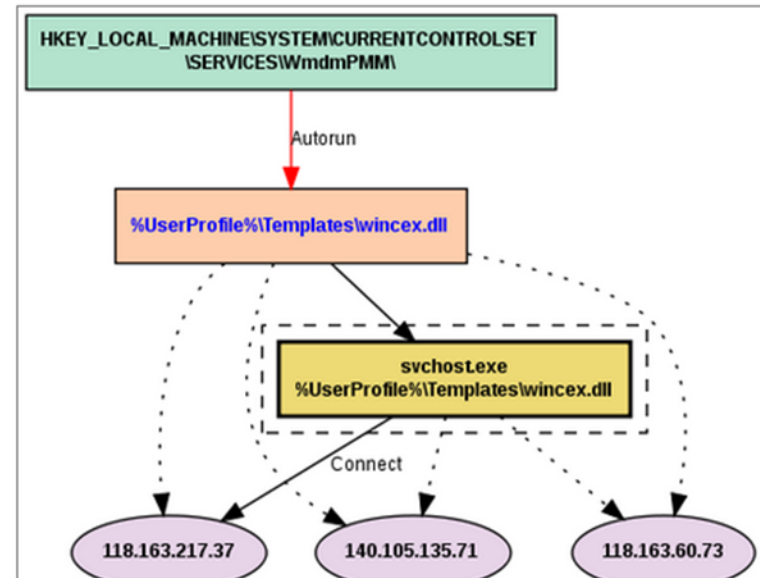 HKEY_LOCAL_MACHINE\SYSTEM\CURRENTCONTROLSET
\SERVICES\WmdmPMM\
Autorun
%UserProfile%\Templates\wincex.dll
svchost.exe
%UserProfile%\Templates\wincex.dll
Connect
118.163.217.37
140.105.135.71
118.163.60.73